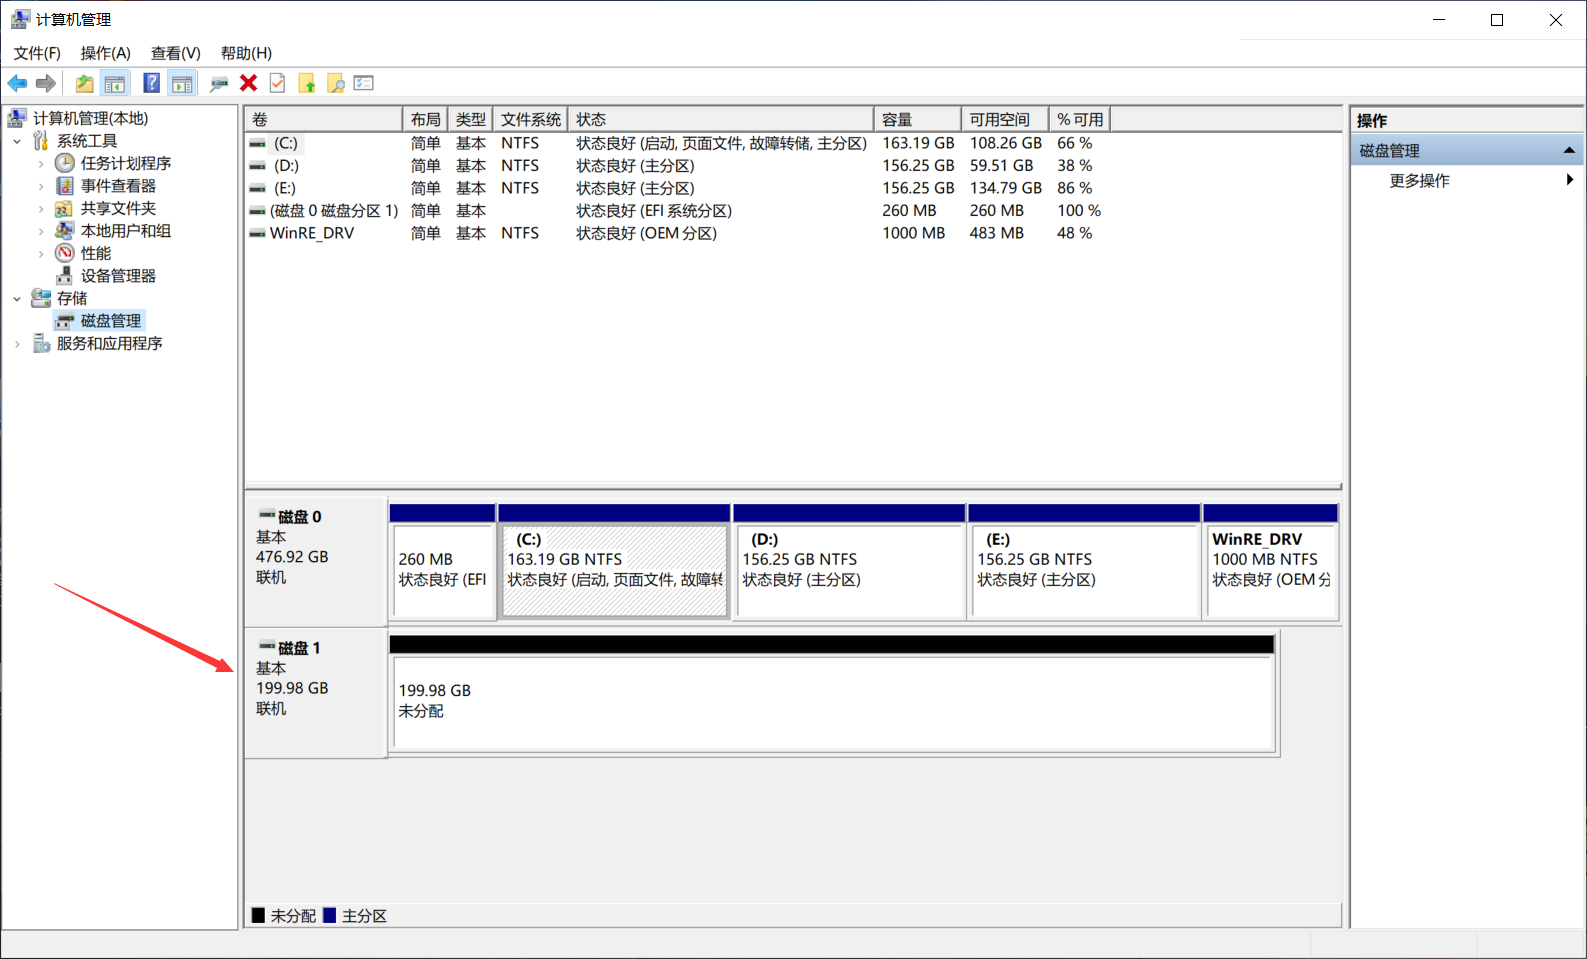 计算机管理
文件(F) 操作(A) 查看(V) 帮助(H)
计算机管理(本地)
系统工具
任务计划程序
事件查看器
共享文件夹
本地用户和组
性能
设备管理器
存储
磁盘管理
服务和应用程序
卷 布局 类型 文件系统 状态 容量 可用空间 % 可用
(C:) 简单 基本 NTFS 状态良好 (启动, 页面文件, 故障转储, 主分区) 163.19 GB 108.26 GB 66 %
(D:) 简单 基本 NTFS 状态良好 (主分区) 156.25 GB 59.51 GB 38 %
(E:) 简单 基本 NTFS 状态良好 (主分区) 156.25 GB 134.79 GB 86 %
(磁盘 0 磁盘分区 1) 简单 基本 状态良好 (EFI 系统分区) 260 MB 260 MB 100 %
WinRE_DRV 简单 基本 NTFS 状态良好 (OEM 分区) 1000 MB 483 MB 48 %
磁盘 0
基本
476.92 GB
联机
260 MB
状态良好 (EFI
(C:)
163.19 GB NTFS
状态良好 (启动, 页面文件, 故障转
(D:)
156.25 GB NTFS
状态良好 (主分区)
(E:)
156.25 GB NTFS
状态良好 (主分区)
WinRE_DRV
1000 MB NTFS
状态良好 (OEM 分
磁盘 1
基本
199.98 GB
联机
199.98 GB
未分配
未分配 主分区
操作
磁盘管理
更多操作